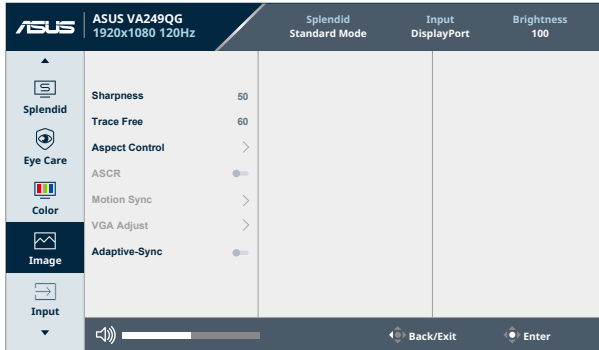 ASUS
ASUS VA249QG
1920x1080 120Hz
Splendid
Standard Mode
Input
DisplayPort
Brightness
100
Splendid
Eye Care
Color
Image
Input
Sharpness 50
Trace Free 60
Aspect Control
ASCR
Motion Sync
VGA Adjust
Adaptive-Sync
Back/Exit
Enter